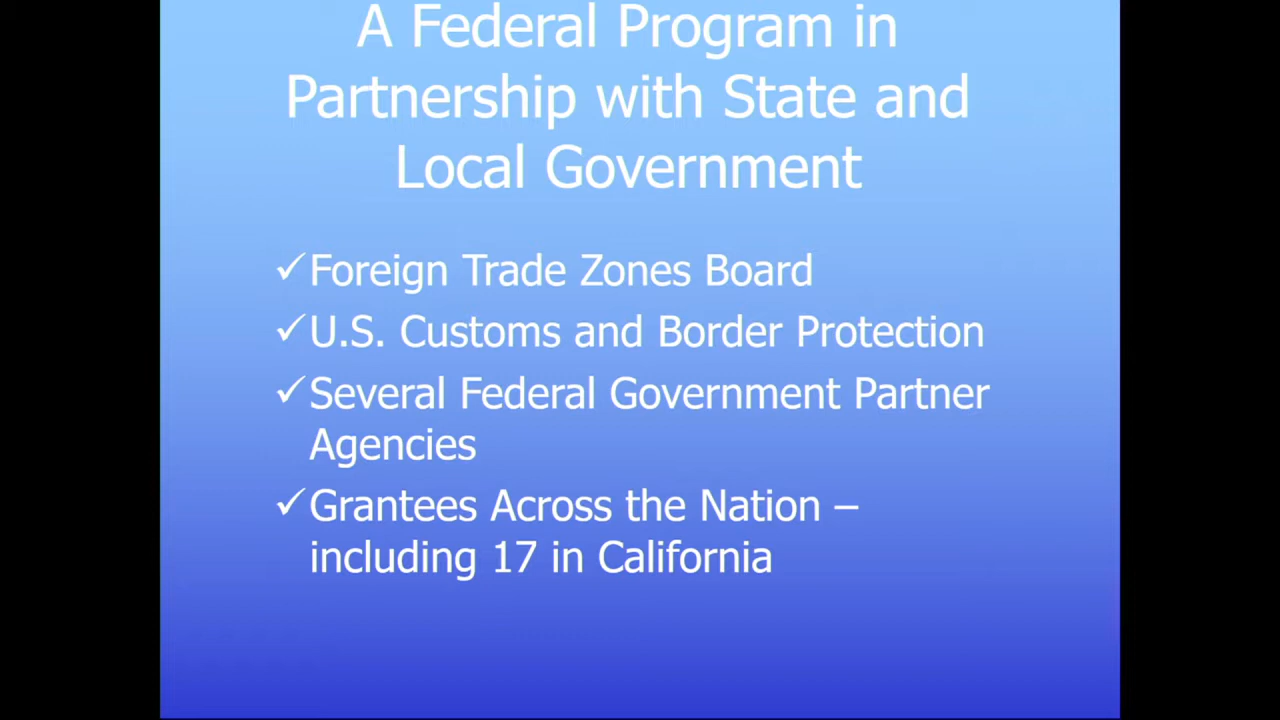 A Federal Program in
Partnership with State and
Local Government
✓Foreign Trade Zones Board
✓U.S. Customs and Border Protection
✓Several Federal Government Partner
Agencies
✓Grantees Across the Nation –
including 17 in California